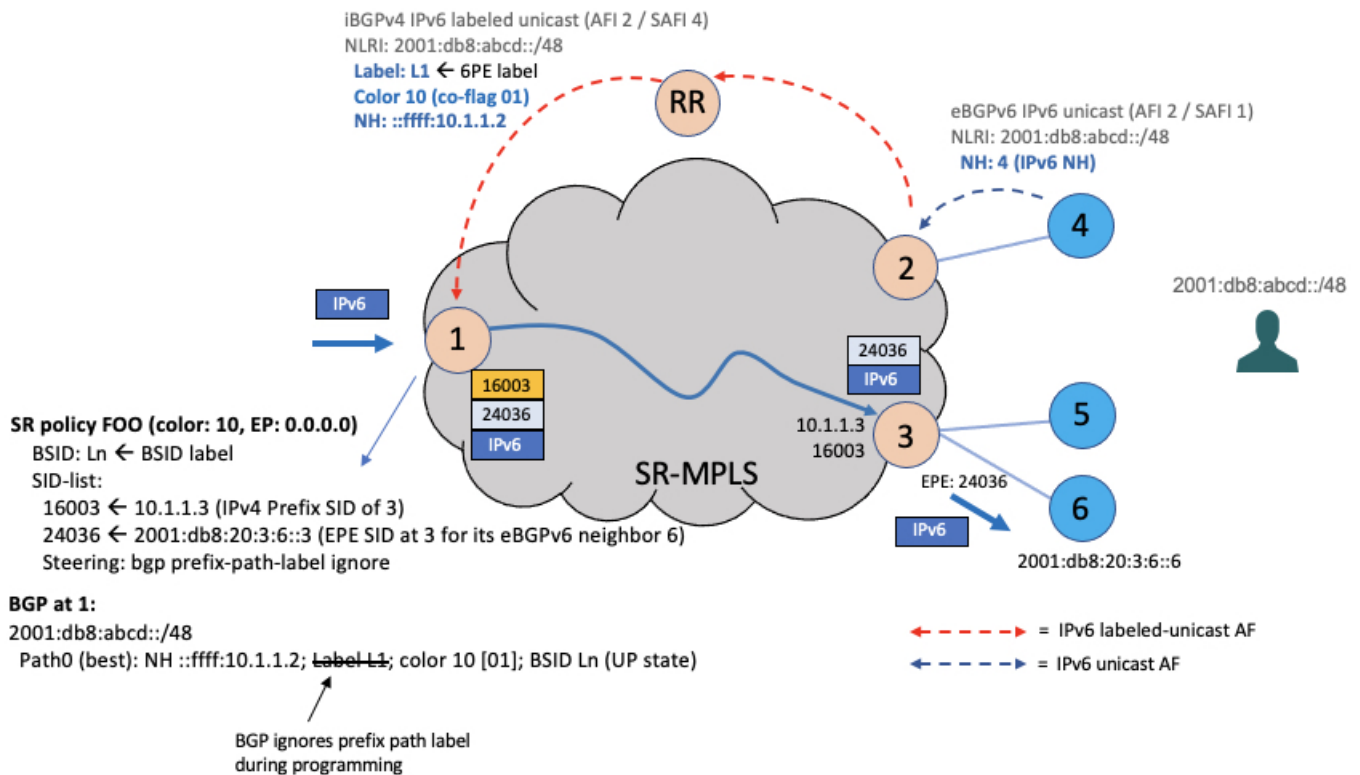 iBGPv4 IPv6 labeled unicast (AFI 2 / SAFI 4)
NLRI: 2001:db8:abcd::/48
Label: L1 ← 6PE label
Color 10 (co-flag 01)
NH: ::ffff:10.1.1.2
RR
eBGPv6 IPv6 unicast (AFI 2 / SAFI 1)
NLRI: 2001:db8:abcd::/48
NH: 4 (IPv6 NH)
4
2
2001:db8:abcd::/48
IPv6
1
16003
24036
IPv6
24036
IPv6
10.1.1.3
16003
3
5
6
SR-MPLS
EPE: 24036
IPv6
2001:db8:20:3:6::6
SR policy FOO (color: 10, EP: 0.0.0.0)
BSID: Ln ← BSID label
SID-list:
16003 ← 10.1.1.3 (IPv4 Prefix SID of 3)
24036 ← 2001:db8:20:3:6::3 (EPE SID at 3 for its eBGPv6 neighbor 6)
Steering: bgp prefix-path-label ignore
BGP at 1:
2001:db8:abcd::/48
Path0 (best): NH ::ffff:10.1.1.2; Label L1; color 10 [01]; BSID Ln (UP state)
BGP ignores prefix path label
during programming
= IPv6 labeled-unicast AF
= IPv6 unicast AF